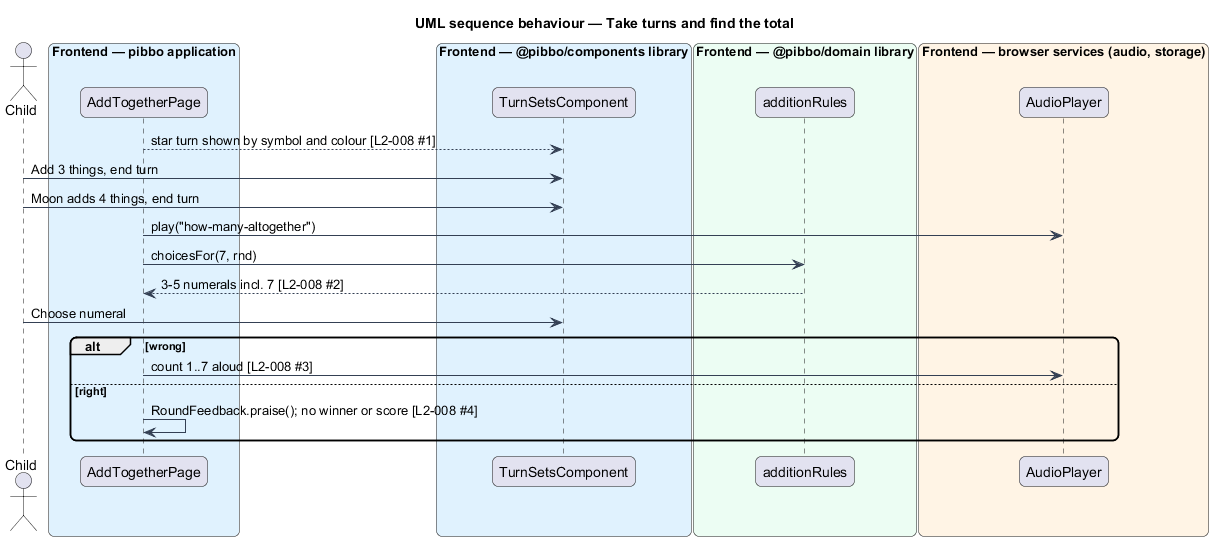 UML sequence behaviour — Take turns and find the total
Frontend — pibbo application
Frontend — @pibbo/components library
Frontend — @pibbo/domain library
Frontend — browser services (audio, storage)
Child
AddTogetherPage
TurnSetsComponent
additionRules
AudioPlayer
star turn shown by symbol and colour [L2-008 #1]
Add 3 things, end turn
Moon adds 4 things, end turn
play("how-many-altogether")
choicesFor(7, rnd)
3-5 numerals incl. 7 [L2-008 #2]
Choose numeral
alt
[wrong]
count 1..7 aloud [L2-008 #3]
[right]
RoundFeedback.praise(); no winner or score [L2-008 #4]
Child
AddTogetherPage
TurnSetsComponent
additionRules
AudioPlayer